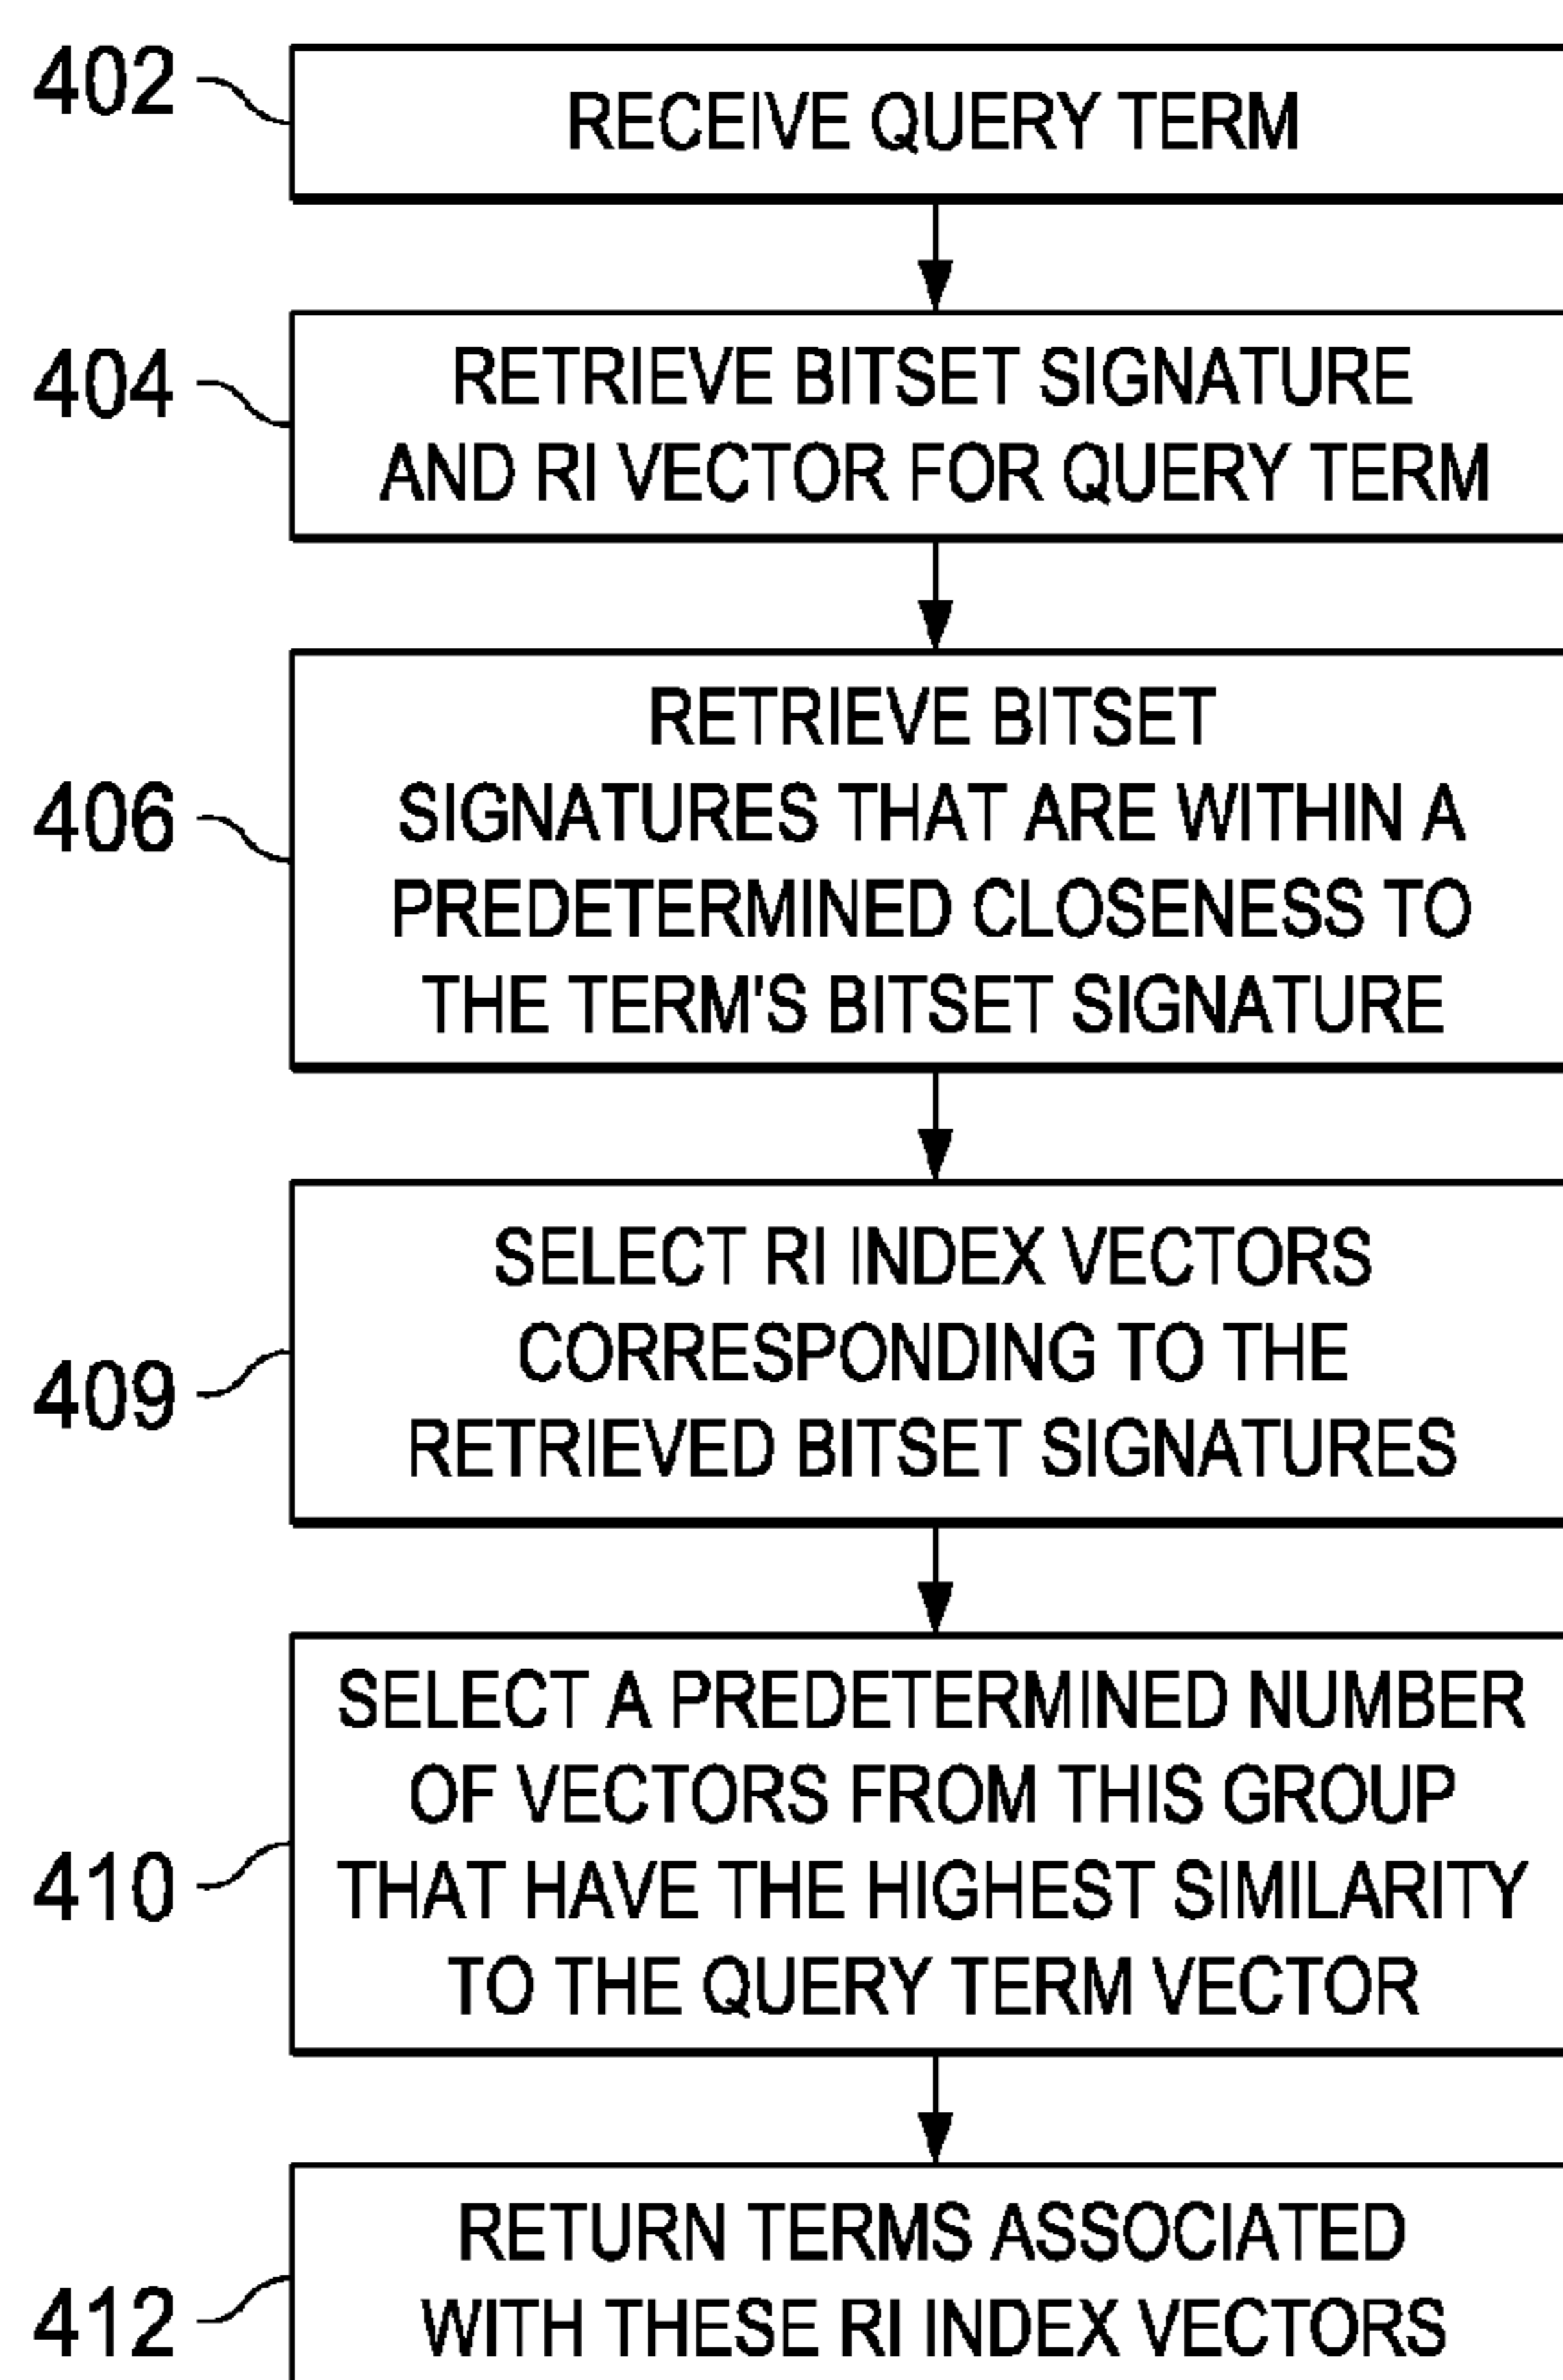 402
RECEIVE QUERY TERM
404
RETRIEVE BITSET SIGNATURE
AND RI VECTOR FOR QUERY TERM
406
RETRIEVE BITSET
SIGNATURES THAT ARE WITHIN A
PREDETERMINED CLOSENESS TO
THE TERM'S BITSET SIGNATURE
409
SELECT RI INDEX VECTORS
CORRESPONDING TO THE
RETRIEVED BITSET SIGNATURES
410
SELECT A PREDETERMINED NUMBER
OF VECTORS FROM THIS GROUP
THAT HAVE THE HIGHEST SIMILARITY
TO THE QUERY TERM VECTOR
412
RETURN TERMS ASSOCIATED
WITH THESE RI INDEX VECTORS